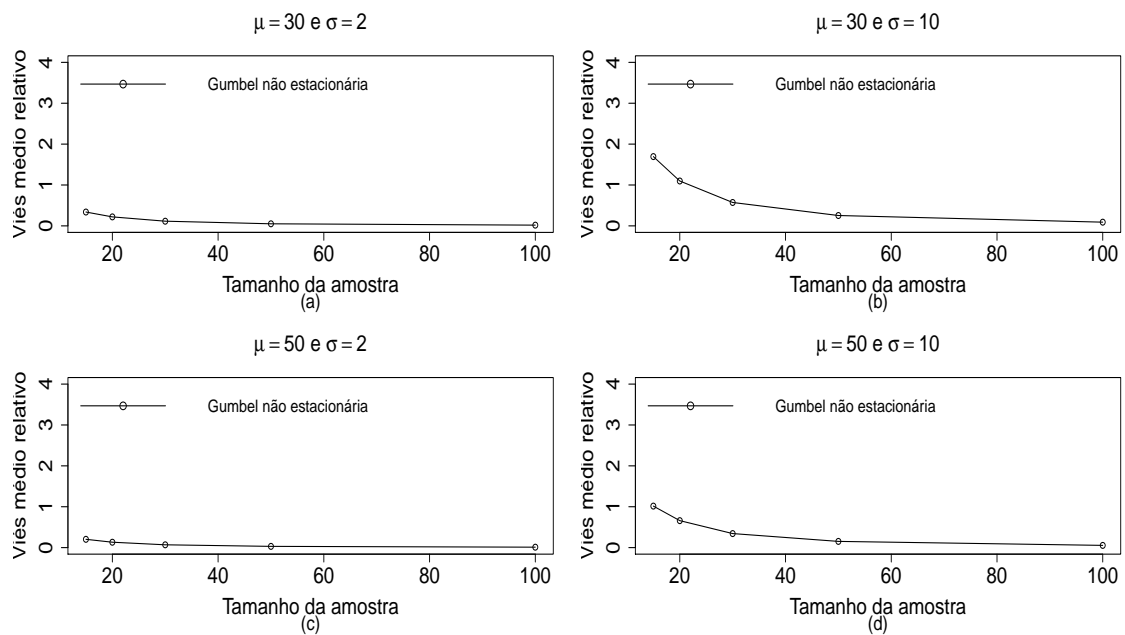 μ = 30 e σ = 2
Viés médio relativo
0 1 2 3 4
Gumbel não estacionária
20 40 60 80 100
Tamanho da amostra
(a)
μ = 30 e σ = 10
Viés médio relativo
0 1 2 3 4
Gumbel não estacionária
20 40 60 80 100
Tamanho da amostra
(b)
μ = 50 e σ = 2
Viés médio relativo
0 1 2 3 4
Gumbel não estacionária
20 40 60 80 100
Tamanho da amostra
(c)
μ = 50 e σ = 10
Viés médio relativo
0 1 2 3 4
Gumbel não estacionária
20 40 60 80 100
Tamanho da amostra
(d)